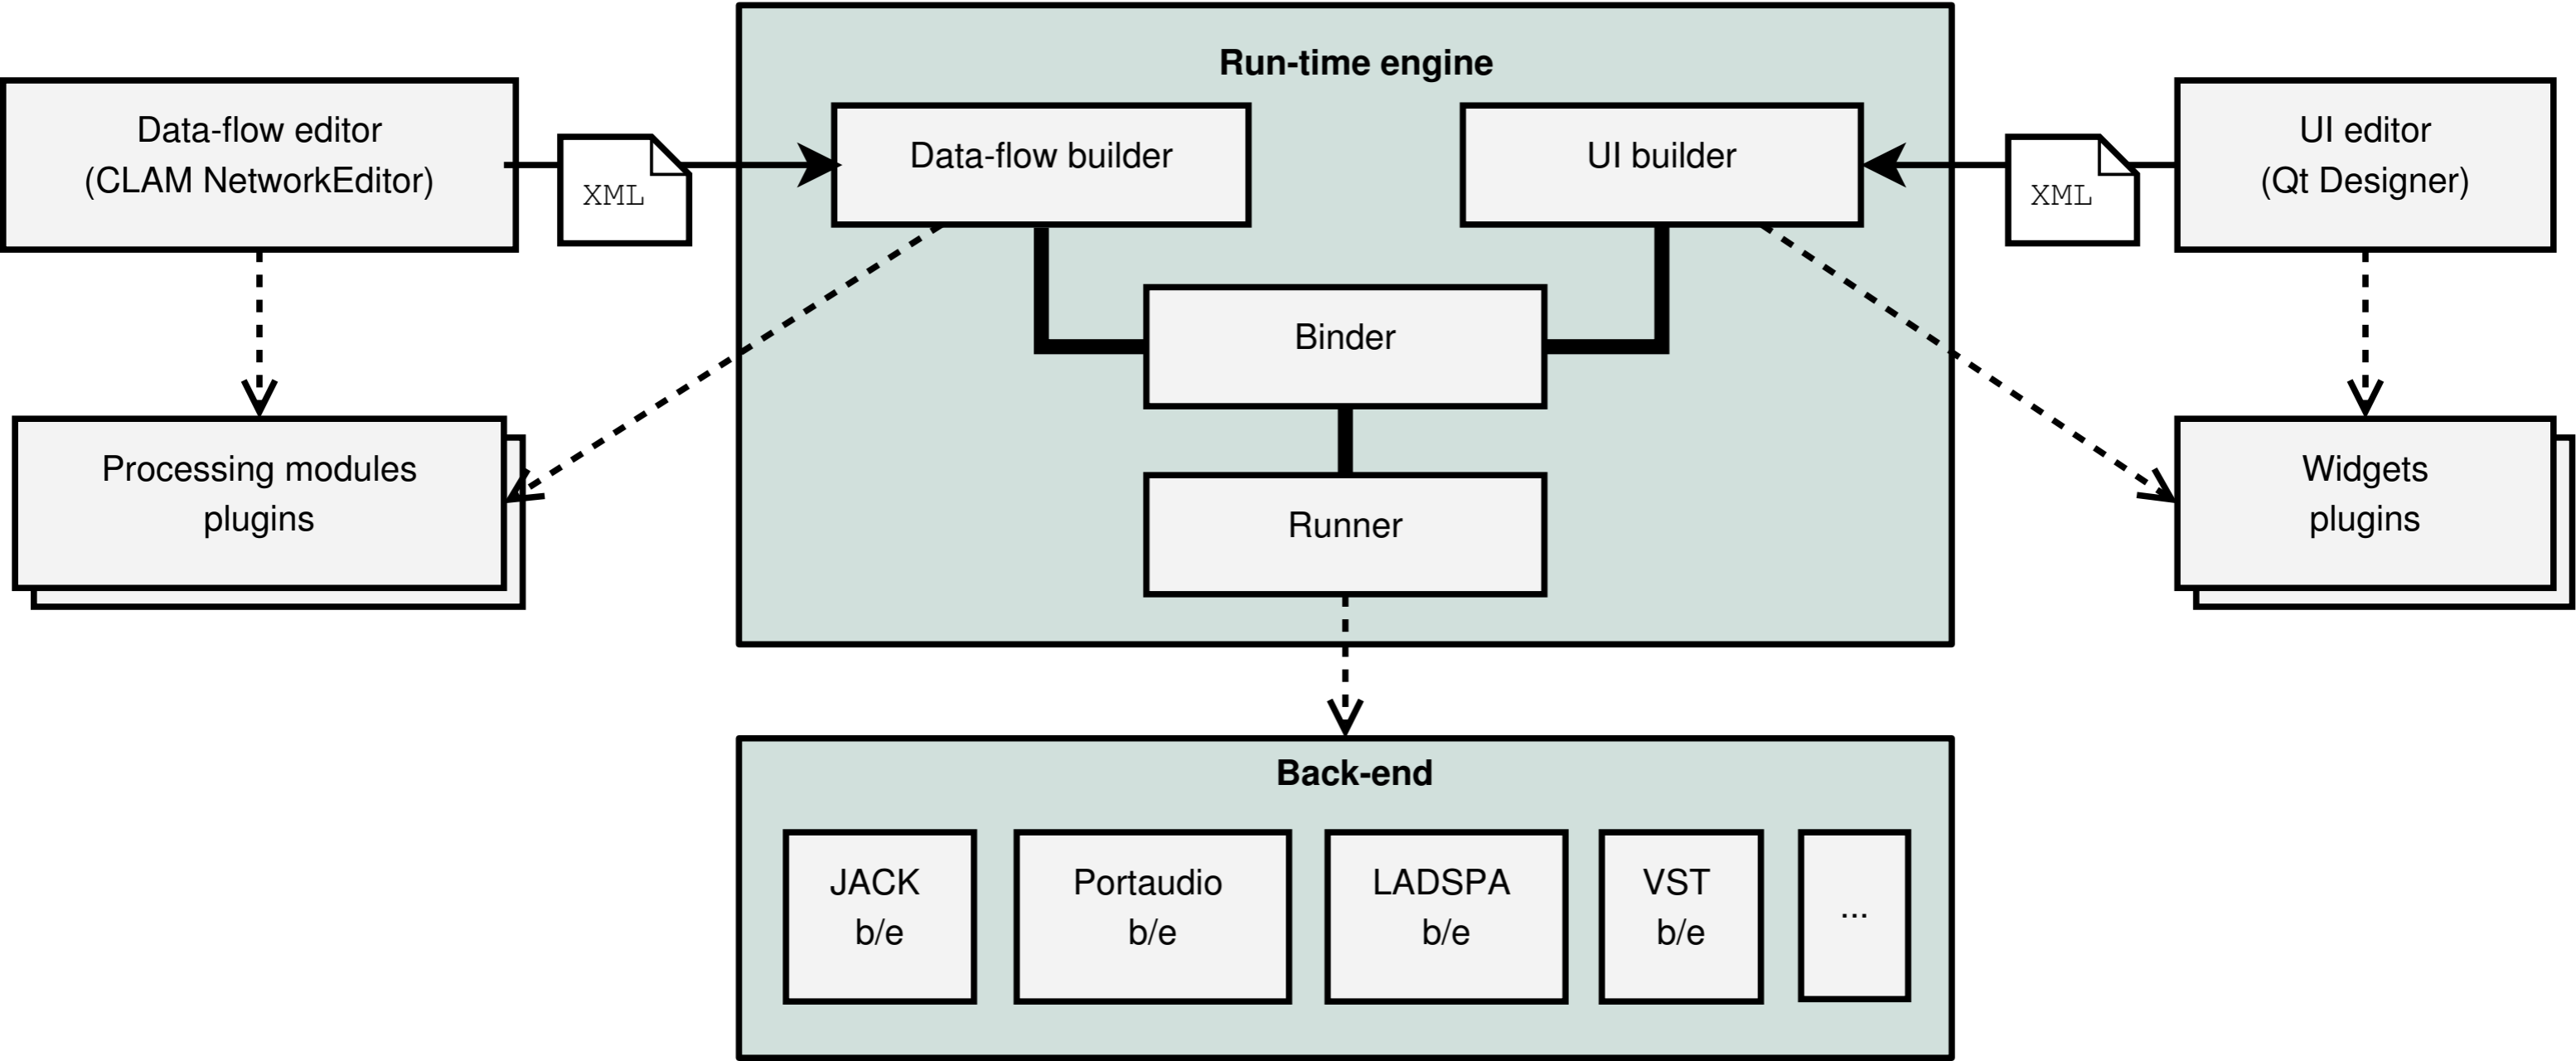 Run-time engine
Data-flow editor
(CLAM NetworkEditor)
XML
Data-flow builder
UI builder
XML
UI editor
(Qt Designer)
Binder
Processing modules
plugins
Runner
Widgets
plugins
Back-end
JACK
b/e
Portaudio
b/e
LADSPA
b/e
VST
b/e
...